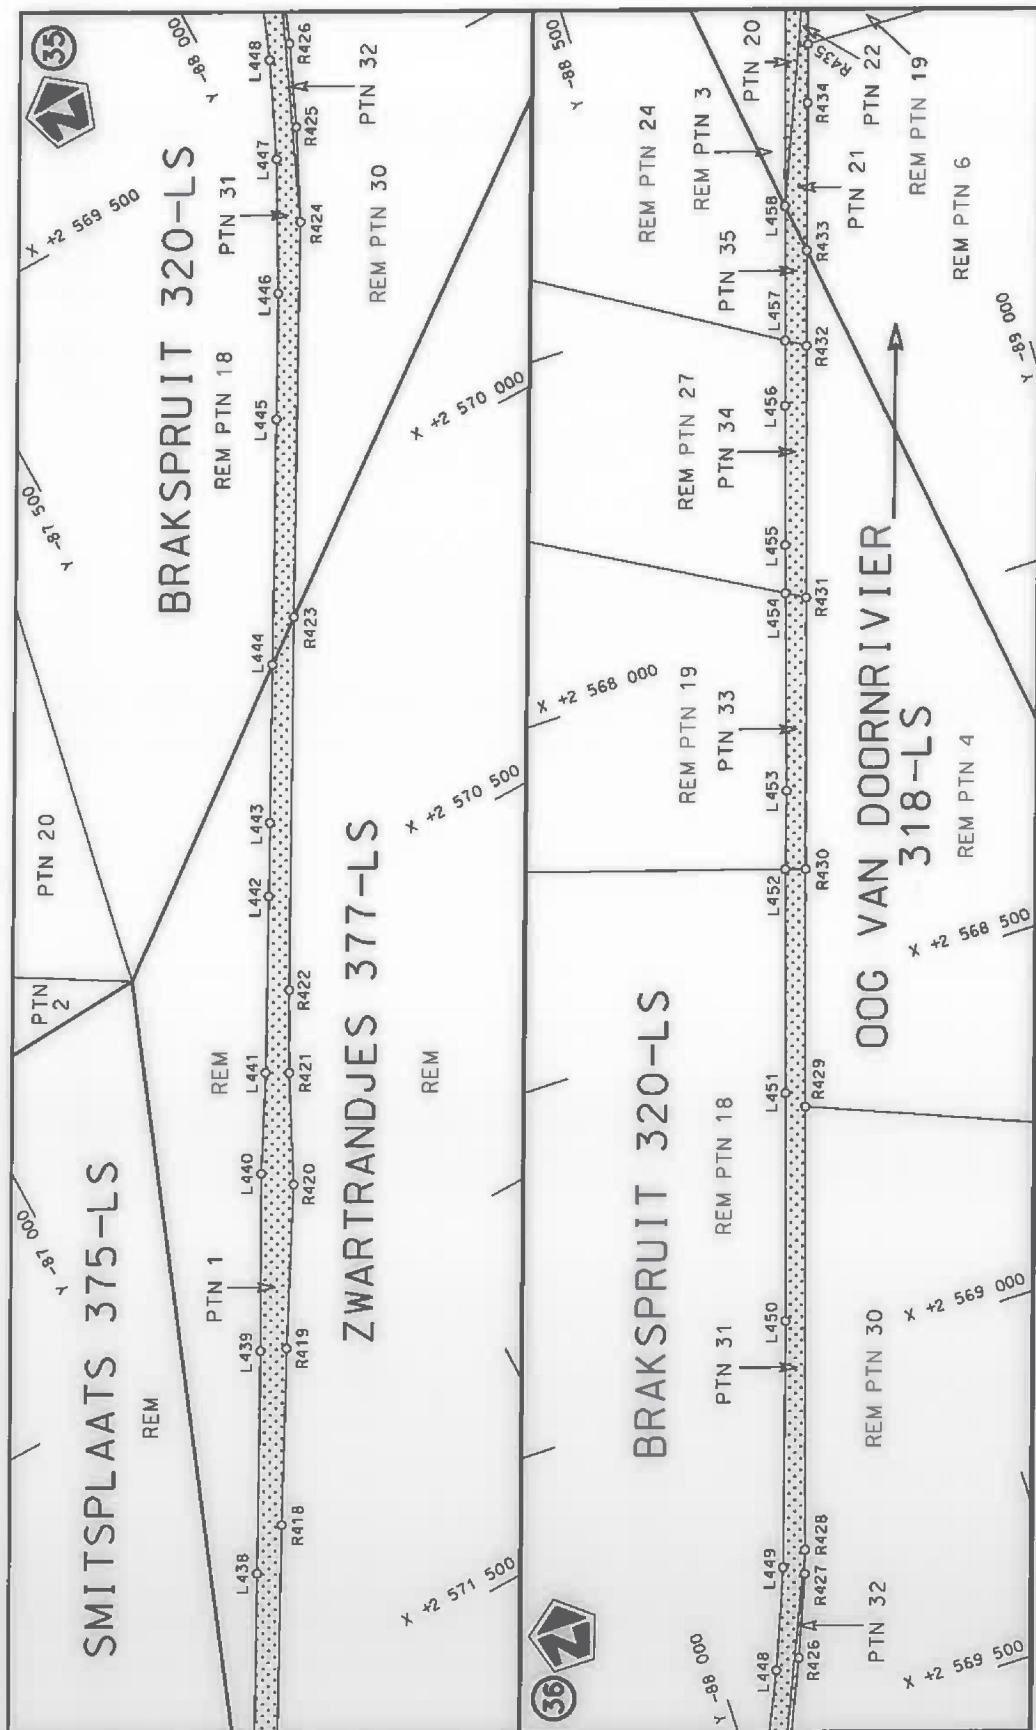 35
SMITSPLAATS 375-LS
REM
Y -87 000
PTN 2
PTN 20
Y -87 500
X +2 569 500
Y -88 000
BRAKSPRUIT 320-LS
REM PTN 18
PTN 31
PTN 1
REM
L438
L439
L440
L441
L442
L443
L444
L445
L446
L447
L448
R418
R419
R420
R421
R422
R423
R424
R425
R426
PTN 32
REM PTN 30
ZWARTRANDJES 377-LS
REM
X +2 571 500
X +2 570 500
X +2 570 000
36
Y -88 000
BRAKSPRUIT 320-LS
REM PTN 18
PTN 31
X +2 568 000
REM PTN 19
PTN 33
REM PTN 27
PTN 34
REM PTN 24
PTN 35
REM PTN 3
PTN 20
Y -88 500
L448
L449
L450
L451
L452
L453
L454
L455
L456
L457
L458
R426
R427
R428
R429
R430
R431
R432
R433
R434
R435
PTN 32
REM PTN 30
PTN 21
PTN 22
REM PTN 19
REM PTN 6
OOG VAN DOORNRIVIER
318-LS
REM PTN 4
X +2 569 500
X +2 569 000
X +2 568 500
Y -89 000